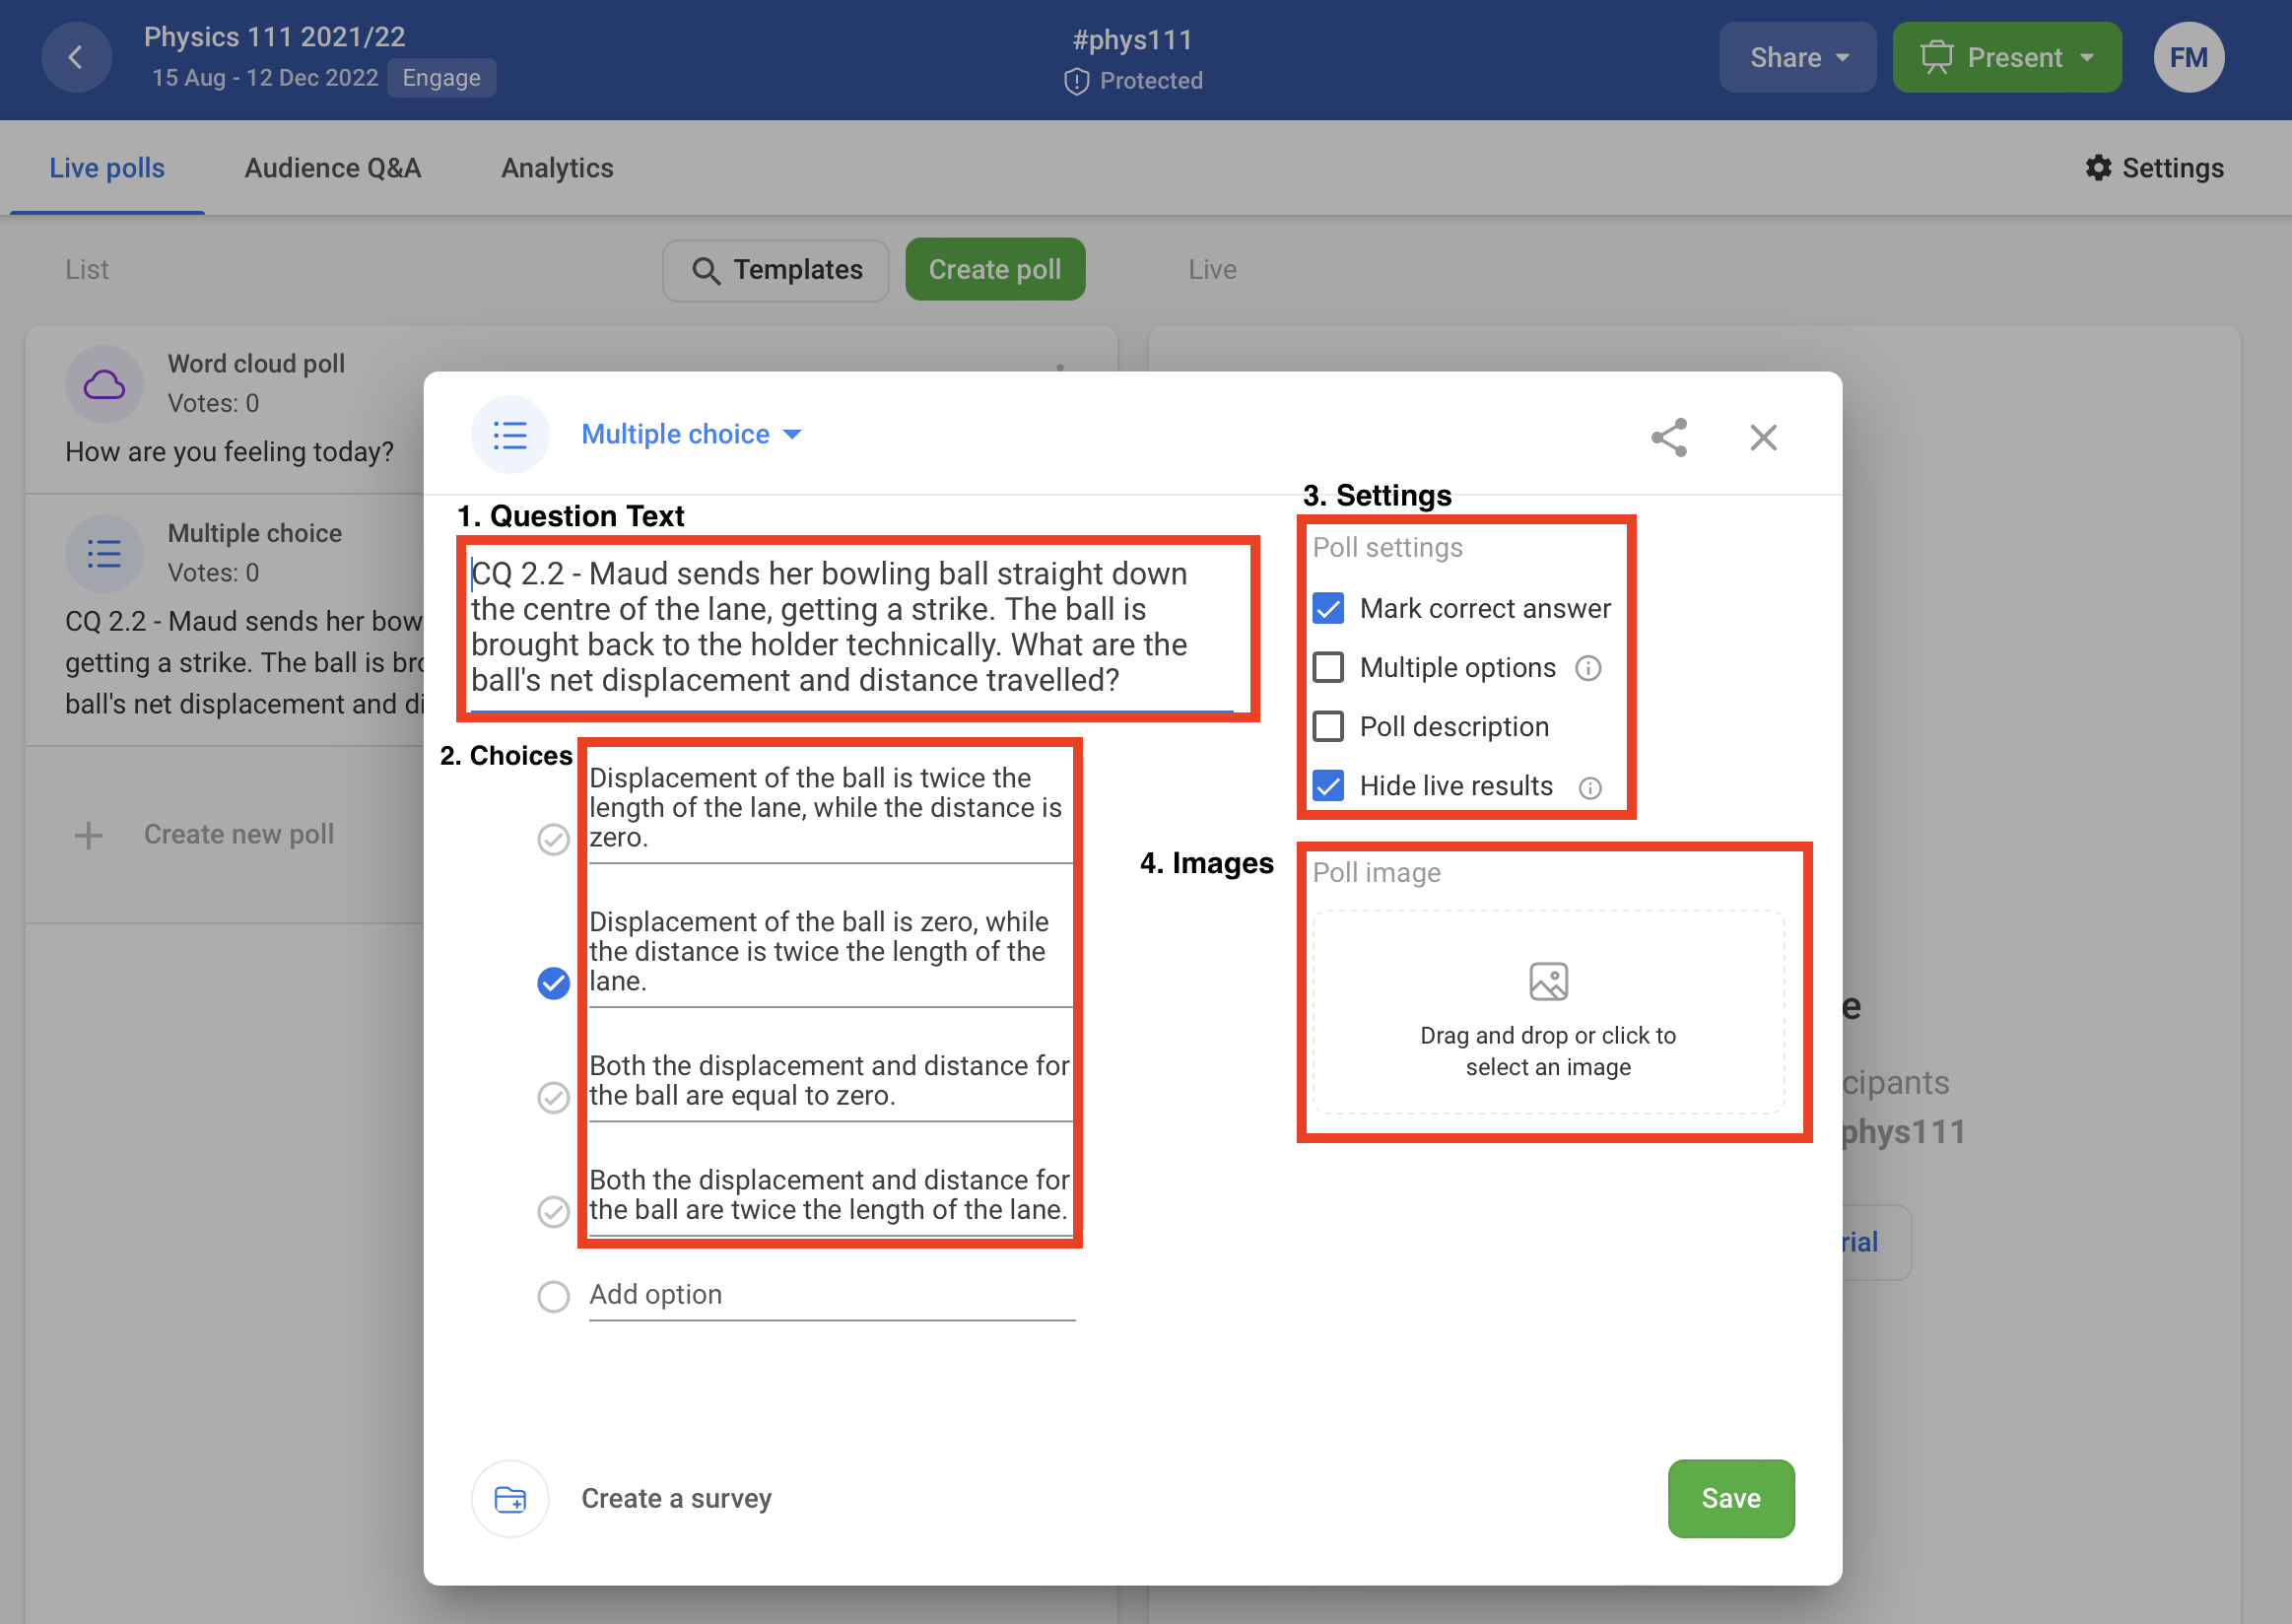 Physics 111 2021/22
15 Aug - 12 Dec 2022 Engage
#phys111
Protected
Share
Present
FM
Live polls
Audience Q&A
Analytics
Settings
List
Templates
Create poll
Live
Word cloud poll
Votes: 0
How are you feeling today?
Multiple choice
Votes: 0
CQ 2.2 - Maud sends her bow
getting a strike. The ball is bro
ball's net displacement and di
Create new poll
Multiple choice
1. Question Text
CQ 2.2 - Maud sends her bowling ball straight down
the centre of the lane, getting a strike. The ball is
brought back to the holder technically. What are the
ball's net displacement and distance travelled?
2. Choices
Displacement of the ball is twice the
length of the lane, while the distance is
zero.
Displacement of the ball is zero, while
the distance is twice the length of the
lane.
Both the displacement and distance for
the ball are equal to zero.
Both the displacement and distance for
the ball are twice the length of the lane.
Add option
3. Settings
Poll settings
Mark correct answer
Multiple options
Poll description
Hide live results
4. Images
Poll image
Drag and drop or click to
select an image
Create a survey
Save
e
cipants
phys111
rial